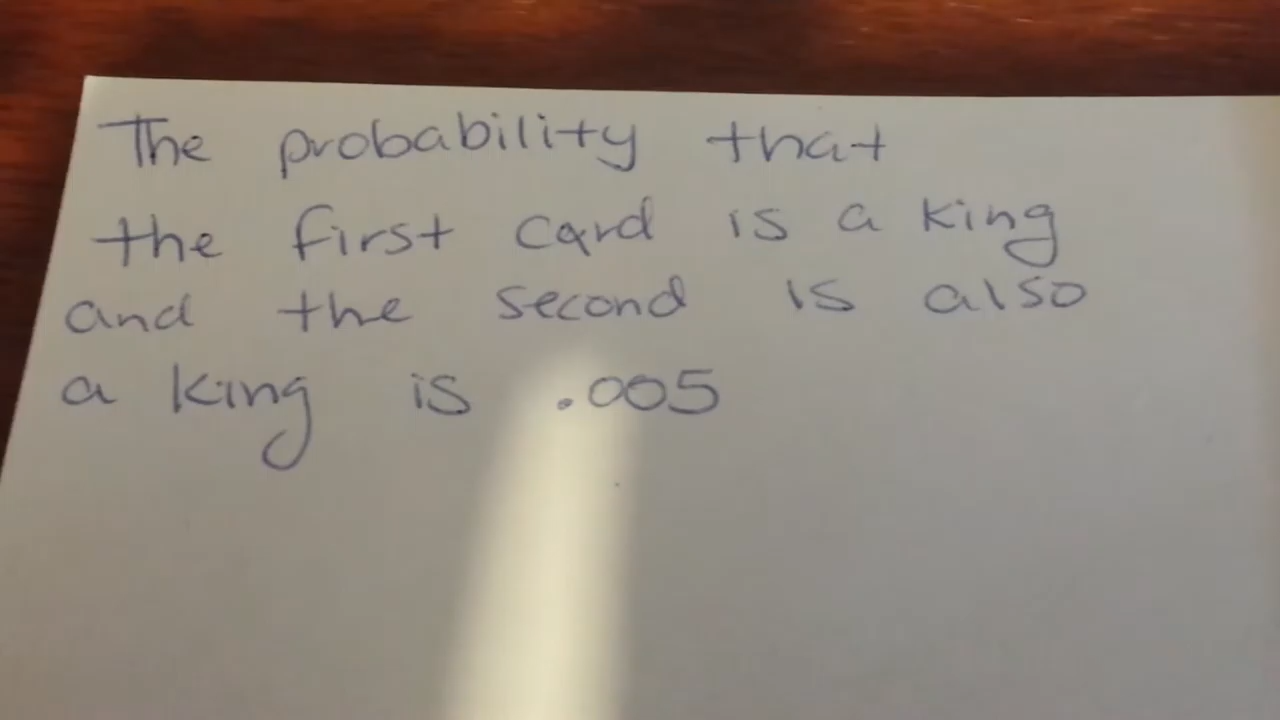 The probability that
the first card is a king
and the second is also
a king is .005